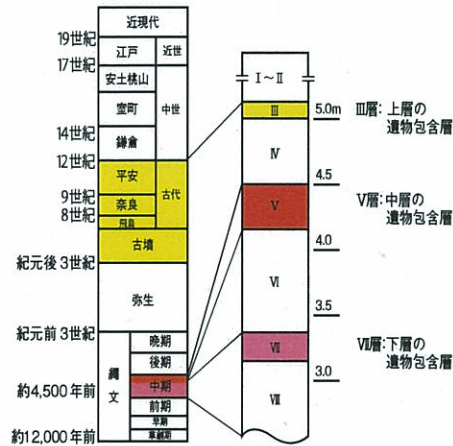 近現代
19世紀
江戸
近世
17世紀
安土桃山
室町
中世
14世紀
鎌倉
12世紀
平安
古代
9世紀
奈良
8世紀
飛鳥
古墳
紀元後3世紀
弥生
紀元前3世紀
縄文
晩期
後期
中期
約4,500年前
前期
早期
草創期
約12,000年前
Ⅰ～Ⅱ
Ⅲ
5.0m
Ⅳ
4.5
Ⅴ
4.0
Ⅵ
3.5
Ⅶ
3.0
Ⅷ
Ⅲ層:上層の
遺物包含層
Ⅴ層:中層の
遺物包含層
Ⅶ層:下層の
遺物包含層